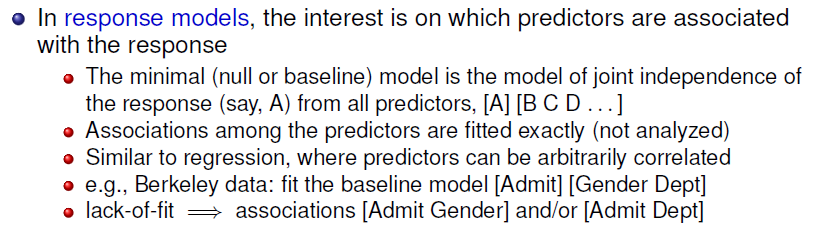 In response models, the interest is on which predictors are associated
with the response
The minimal (null or baseline) model is the model of joint independence of
the response (say, A) from all predictors, [A] [B C D . . . ]
Associations among the predictors are fitted exactly (not analyzed)
Similar to regression, where predictors can be arbitrarily correlated
e.g., Berkeley data: fit the baseline model [Admit] [Gender Dept]
lack-of-fit ⟹ associations [Admit Gender] and/or [Admit Dept]